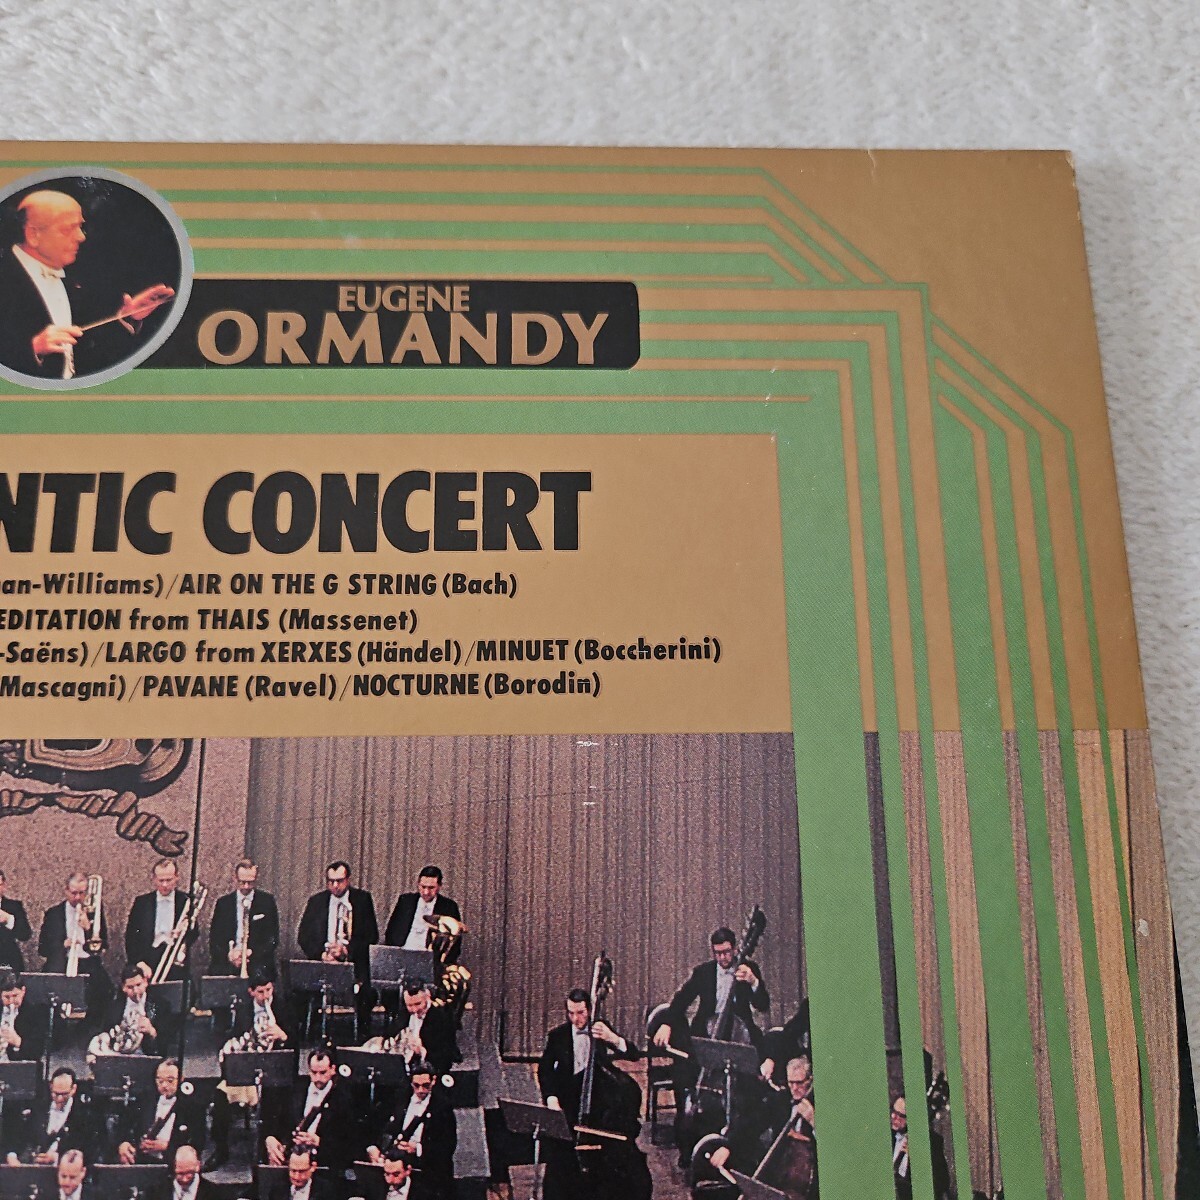 EUGENE
ORMANDY
NTIC CONCERT
an-Williams)/AIR ON THE G STRING (Bach)
EDITATION from THAIS (Massenet)
-Saëns)/LARGO from XERXES (Händel)/MINUET (Boccherini)
Mascagni)/PAVANE (Ravel)/NOCTURNE (Borodin)